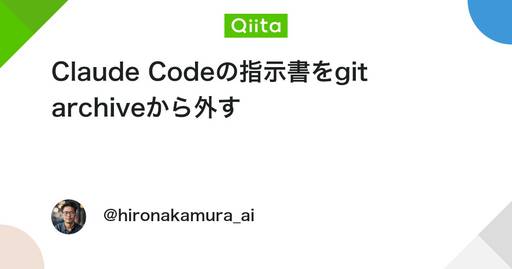 Qiita
Claude Codeの指示書をgit
archiveから外す
@hironakamura_ai